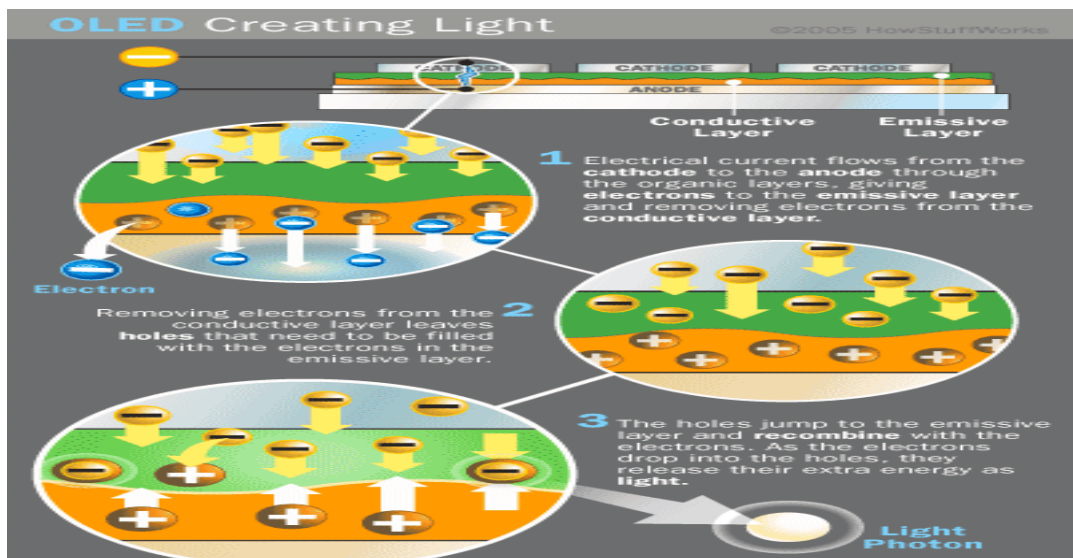 OLED Creating Light
©2005 HowStuffWorks
CATHODE CATHODE CATHODE
ANODE
Conductive
Layer
Emissive
Layer
1 Electrical current flows from the
cathode to the anode through
the organic layers, giving
electrons to the emissive layer
and removing electrons from the
conductive layer.
Electron
2 Removing electrons from the
conductive layer leaves
holes that need to be filled
with the electrons in the
emissive layer.
3 The holes jump to the emissive
layer and recombine with the
electrons. As the electrons
drop into the holes, they
release their extra energy as
light.
Light
Photon